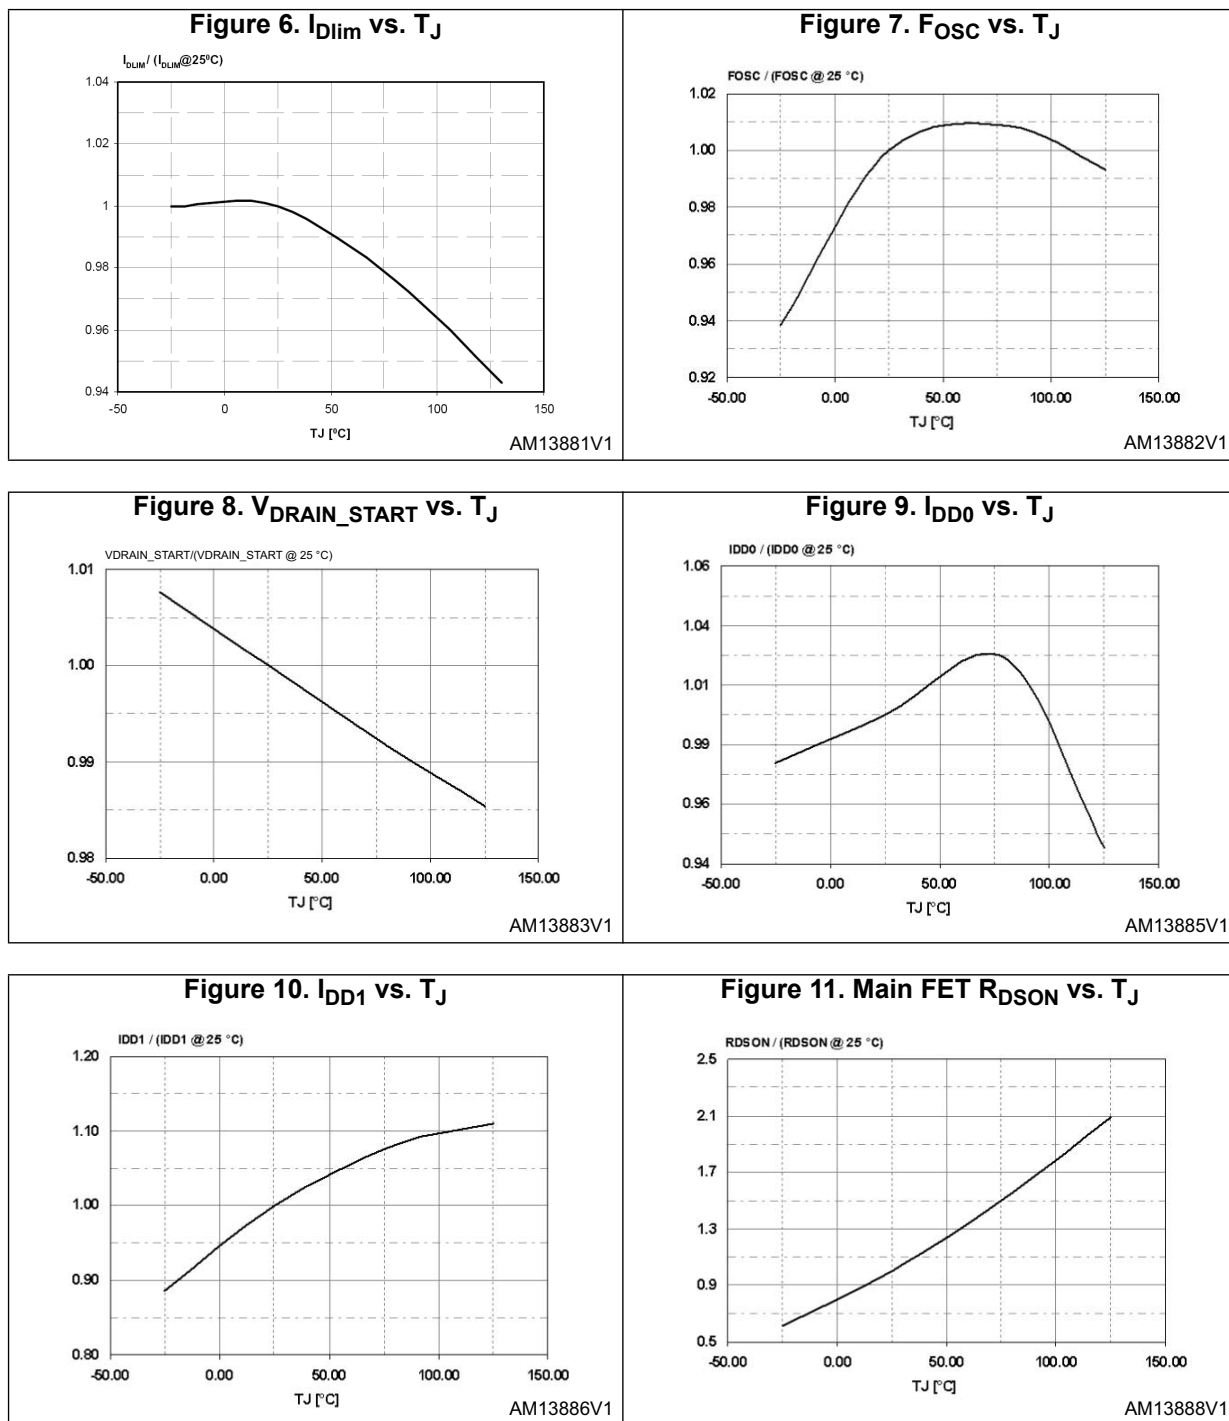 Figure 6. IDlim vs. TJ
IDLIM / (IDLIM@25ºC)
1.04
1.02
1
0.98
0.96
0.94
-50 0 50 100 150
TJ [ºC]
AM13881V1
Figure 7. FOSC vs. TJ
FOSC / (FOSC @ 25 °C)
1.02
1.00
0.98
0.96
0.94
0.92
-50.00 0.00 50.00 100.00 150.00
TJ [°C]
AM13882V1
Figure 8. VDRAIN_START vs. TJ
VDRAIN_START/(VDRAIN_START @ 25 °C)
1.01
1.00
0.99
0.98
-50.00 0.00 50.00 100.00 150.00
TJ [°C]
AM13883V1
Figure 9. IDD0 vs. TJ
IDD0 / (IDD0 @ 25 °C)
1.06
1.04
1.01
0.99
0.96
0.94
-50.00 0.00 50.00 100.00 150.00
TJ [°C]
AM13885V1
Figure 10. IDD1 vs. TJ
IDD1 / (IDD1 @ 25 °C)
1.20
1.10
1.00
0.90
0.80
-50.00 0.00 50.00 100.00 150.00
TJ [°C]
AM13886V1
Figure 11. Main FET RDSON vs. TJ
RDSON / (RDSON @ 25 °C)
2.5
2.1
1.7
1.3
0.9
0.5
-50.00 0.00 50.00 100.00 150.00
TJ [°C]
AM13888V1